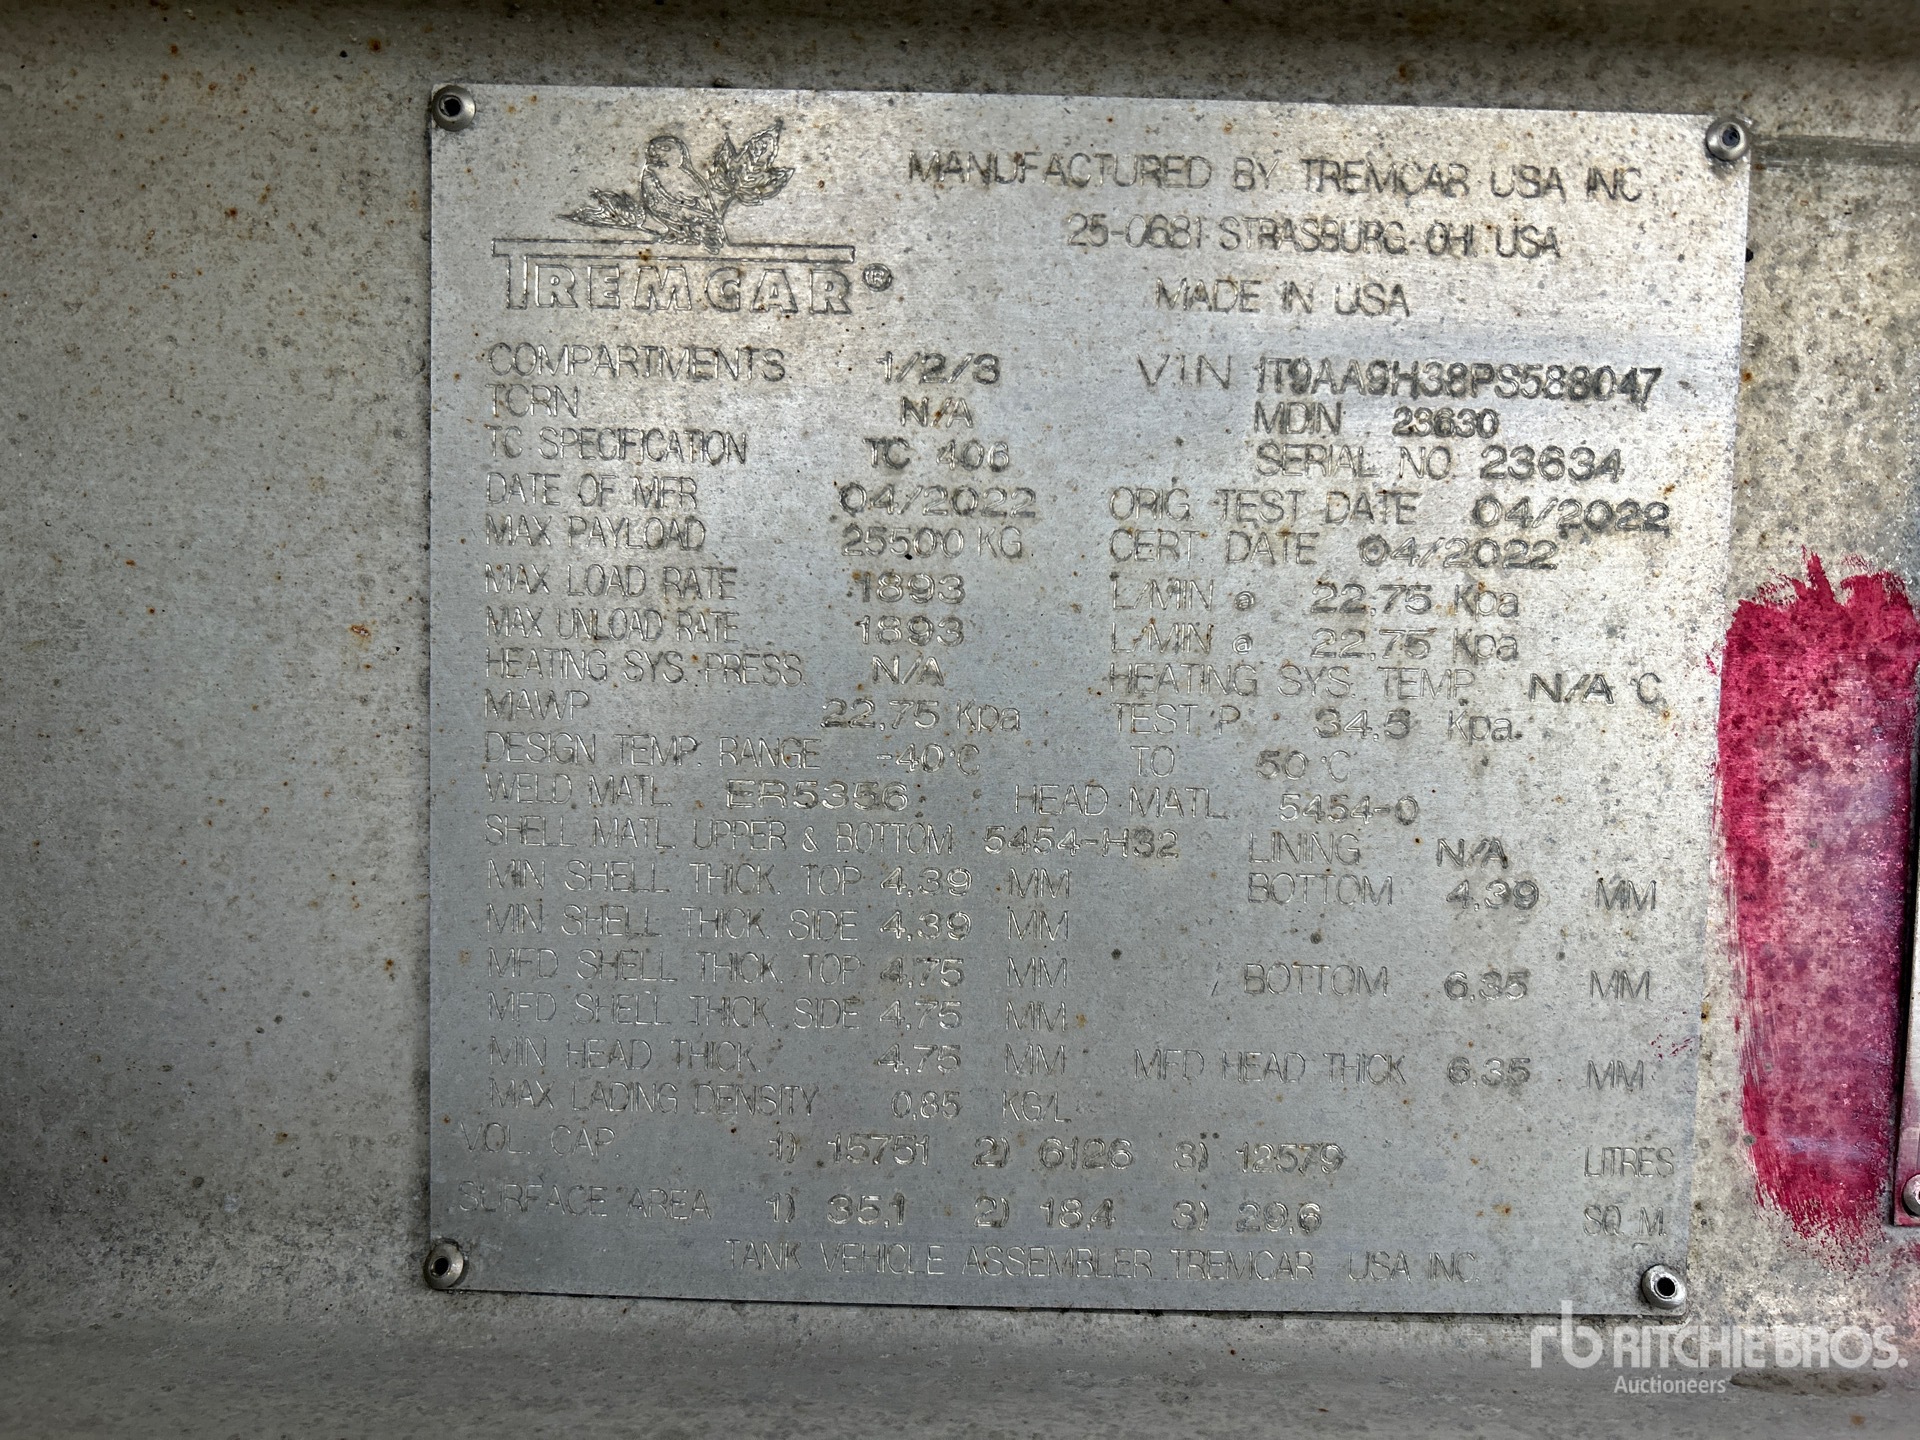 TREMCAR®
MANUFACTURED BY TREMCAR USA INC
25-0681 STRASBURG OHI. USA
MADE IN USA
COMPARTMENTS 1/2/3 VIN 1T9AA9H38PS588047
TCRN N/A MDIN 23630
TC SPECIFICATION TC 406 SERIAL NO 23634
DATE OF MFR 04/2022 ORIG. TEST DATE 04/2022
MAX PAYLOAD 25500 KG CERT. DATE 04/2022
MAX LOAD RATE 1893 L/MIN @ 22,75 Kpa
MAX UNLOAD RATE 1893 L/MIN @ 22,75 Kpa
HEATING SYS. PRESS. N/A HEATING SYS. TEMP. N/A °C
MAWP 22,75 Kpa TEST P. 34,5 Kpa.
DESIGN TEMP. RANGE -40°C TO 50°C
WELD MATL. ER5356 HEAD MATL. 5454-0
SHELL MATL. UPPER & BOTTOM 5454-H32 LINING N/A
MIN SHELL THICK. TOP 4,39 MM BOTTOM 4,39 MM
MIN SHELL THICK. SIDE 4,39 MM
MFD SHELL THICK. TOP 4,75 MM BOTTOM 6,35 MM
MFD SHELL THICK. SIDE 4,75 MM
MIN HEAD THICK. 4,75 MM MFD HEAD THICK 6,35 MM
MAX LADING DENSITY 0,85 KG/L
VOL. CAP. 1) 15751 2) 6126 3) 12579 LITRES
SURFACE AREA 1) 35,1 2) 18,4 3) 29,6 SQ. M.
TANK VEHICLE ASSEMBLER TREMCAR USA INC.
rb RITCHIE BROS.
Auctioneers